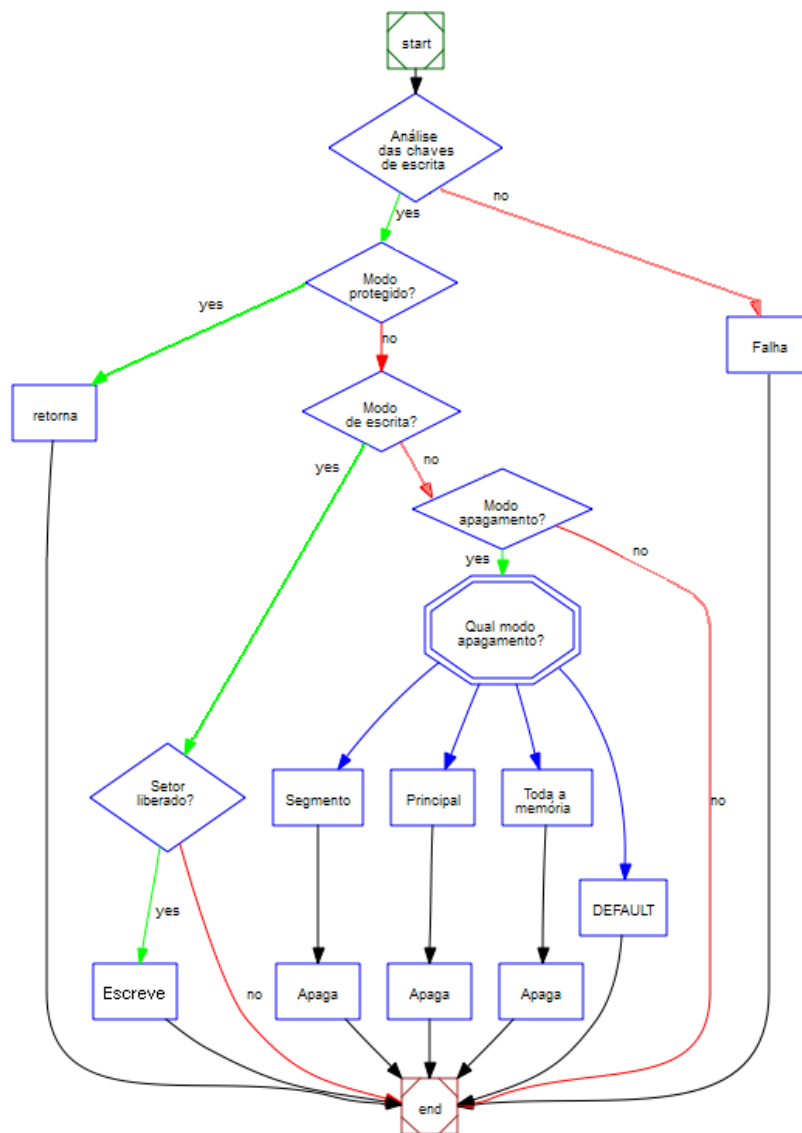 start
Análise
das chaves
de escrita
yes
no
Modo
protegido?
yes
no
Falha
retorna
Modo
de escrita?
yes
no
Modo
apagamento?
yes
no
Qual modo
apagamento?
Setor
liberado?
Segmento
Principal
Toda a
memória
no
DEFAULT
yes
Escreve
no
Apaga
Apaga
Apaga
end